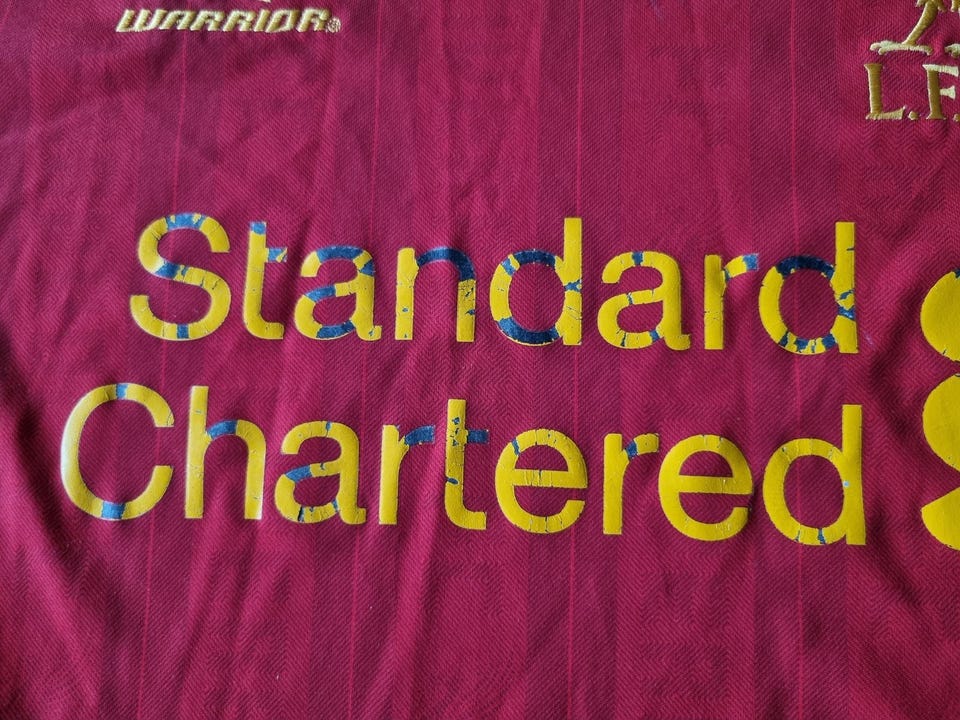 WARRIOR
L.F.
Standard
Chartered